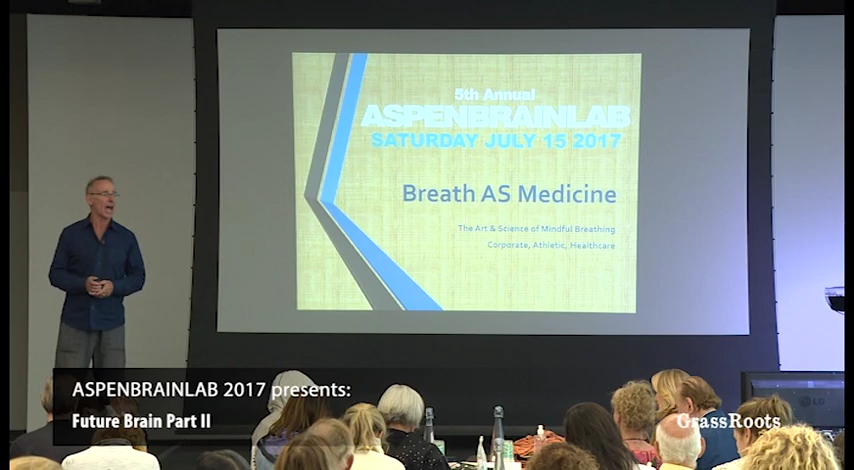 5th Annual
ASPENBRAINLAB
SATURDAY JULY 15 2017
Breath AS Medicine
The Art & Science of Mindful Breathing
Corporate, Athletic, Healthcare
ASPENBRAINLAB 2017 presents:
Future Brain Part II
GrassRoots
LG